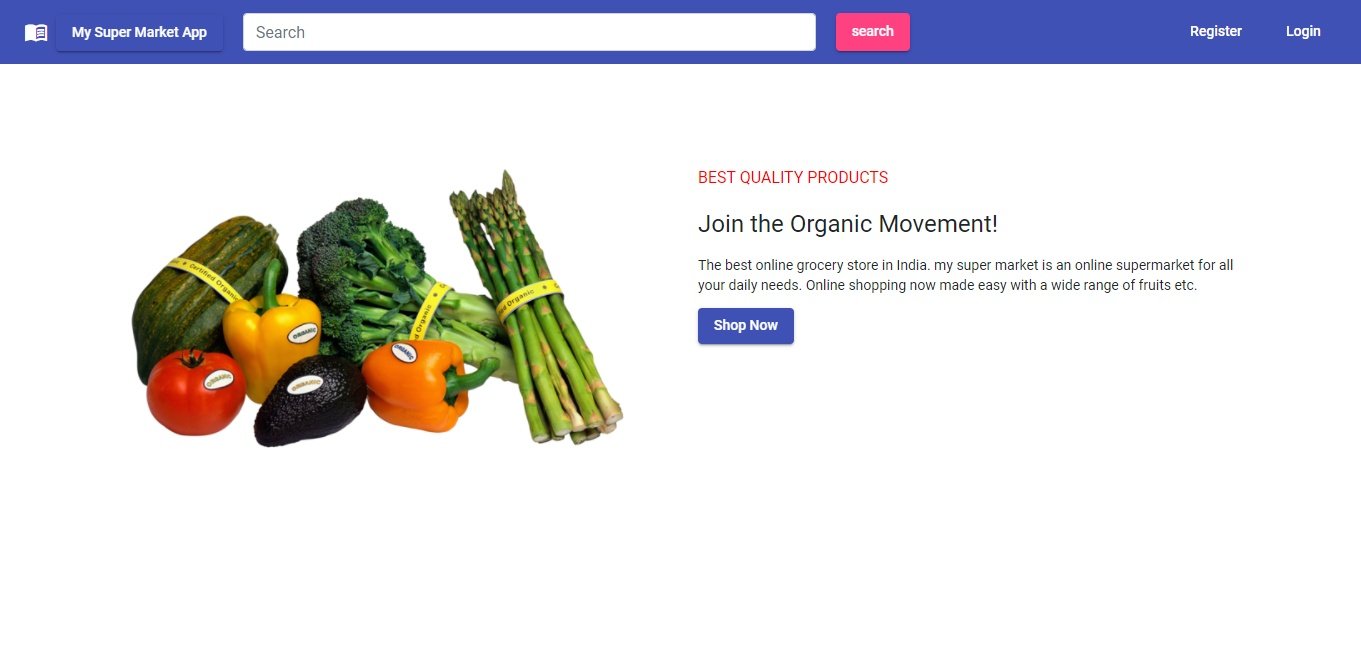 My Super Market App
Search
search
Register
Login
BEST QUALITY PRODUCTS
Join the Organic Movement!
The best online grocery store in India. my super market is an online supermarket for all
your daily needs. Online shopping now made easy with a wide range of fruits etc.
Shop Now
Certified Organic
d Organic
ied Organic
ORGANIC
ORGANIC
ORGANIC
ORGANIC